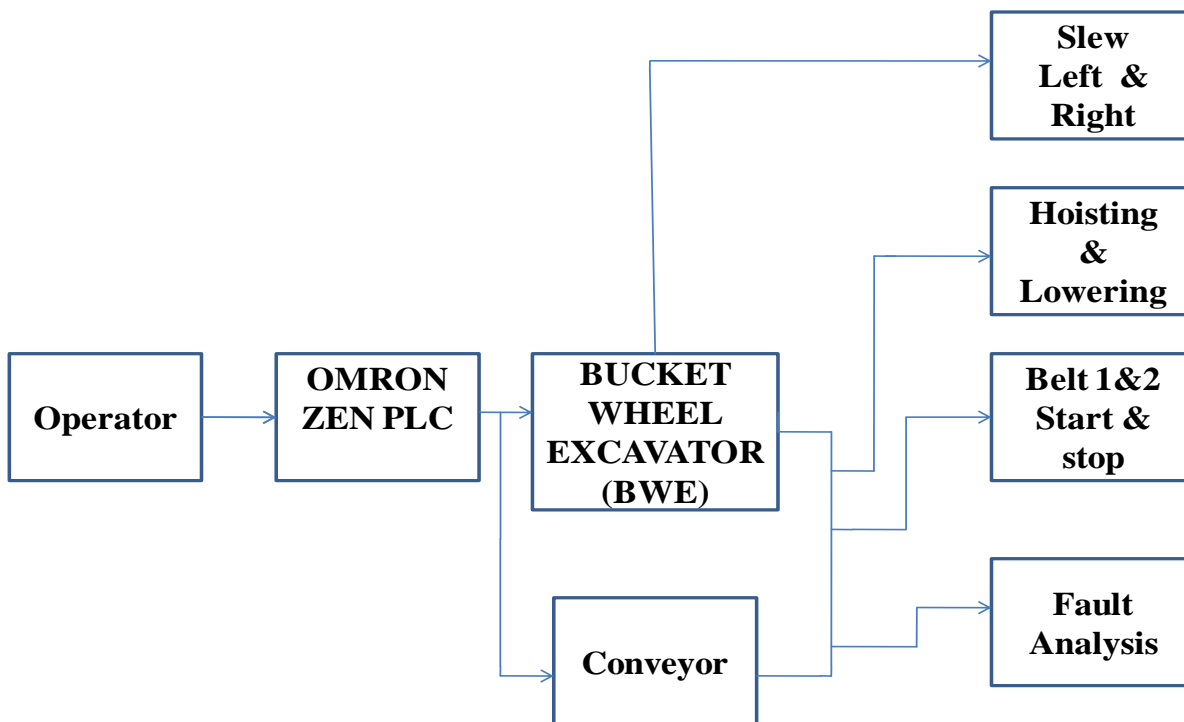 Operator
OMRON
ZEN PLC
BUCKET
WHEEL
EXCAVATOR
(BWE)
Conveyor
Slew
Left & 
Right
Hoisting
&
Lowering
Belt 1&2
Start &
stop
Fault
Analysis